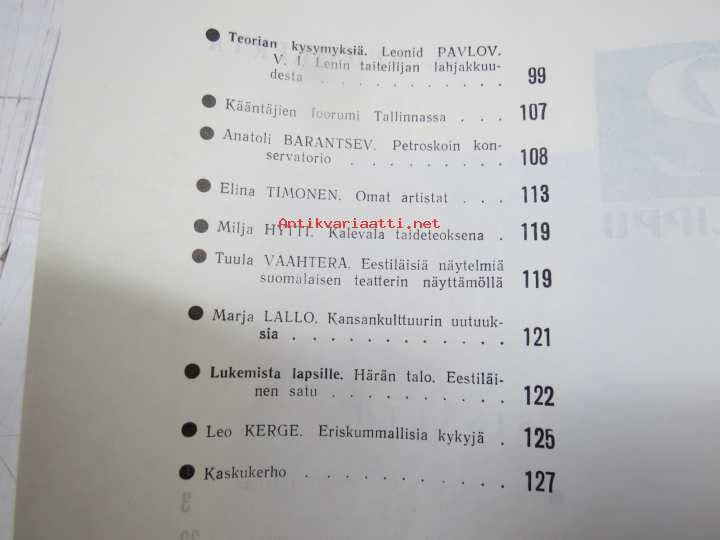 ● Teorian kysymyksiä. Leonid PAVLOV.
V. I. Lenin taiteilijan lahjakkuu-
desta . . . . . . . . . . . 99
● Kääntäjien foorumi Tallinnassa . . . 107
● Anatoli BARANTSEV. Petroskoin kon-
servatorio . . . . . . . . 108
● Elina TIMONEN. Omat artistat . . . 113
Antikvariaatti.net
● Milja HYTTI. Kalevala taideteoksena . 119
● Tuula VAAHTERA. Eestiläisiä näytelmiä
suomalaisen teatterin näyttämöllä 119
● Marja LALLO. Kansankulttuurin uutuuk-
sia . . . . . . . . . . . . 121
● Lukemista lapsille. Härän talo. Eestiläi-
nen satu . . . . . . . . . 122
● Leo KERGE. Eriskummallisia kykyjä . 125
● Kaskukerho . . . . . . . . . . 127